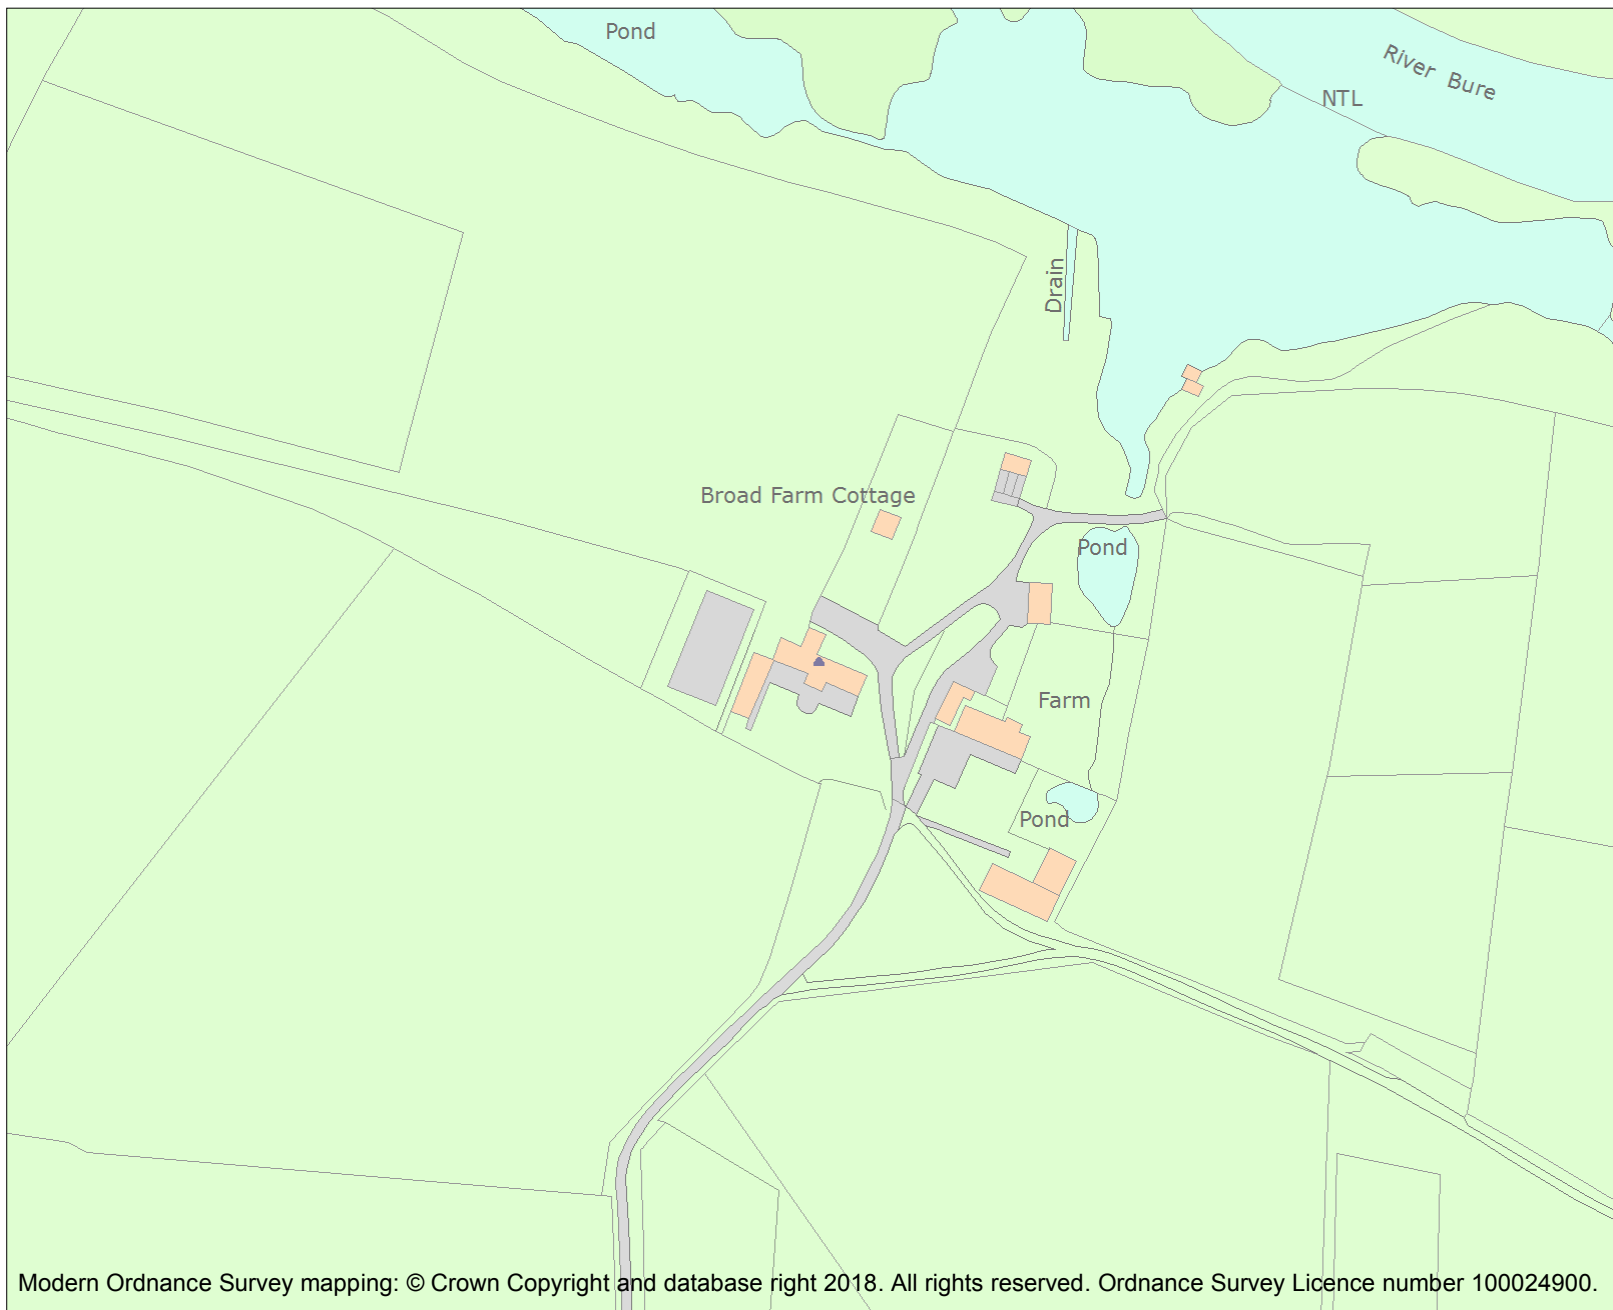 Pond
River Bure
NTL
Drain
Broad Farm Cottage
Pond
Farm
Pond
Modern Ordnance Survey mapping: © Crown Copyright and database right 2018. All rights reserved. Ordnance Survey Licence number 100024900.